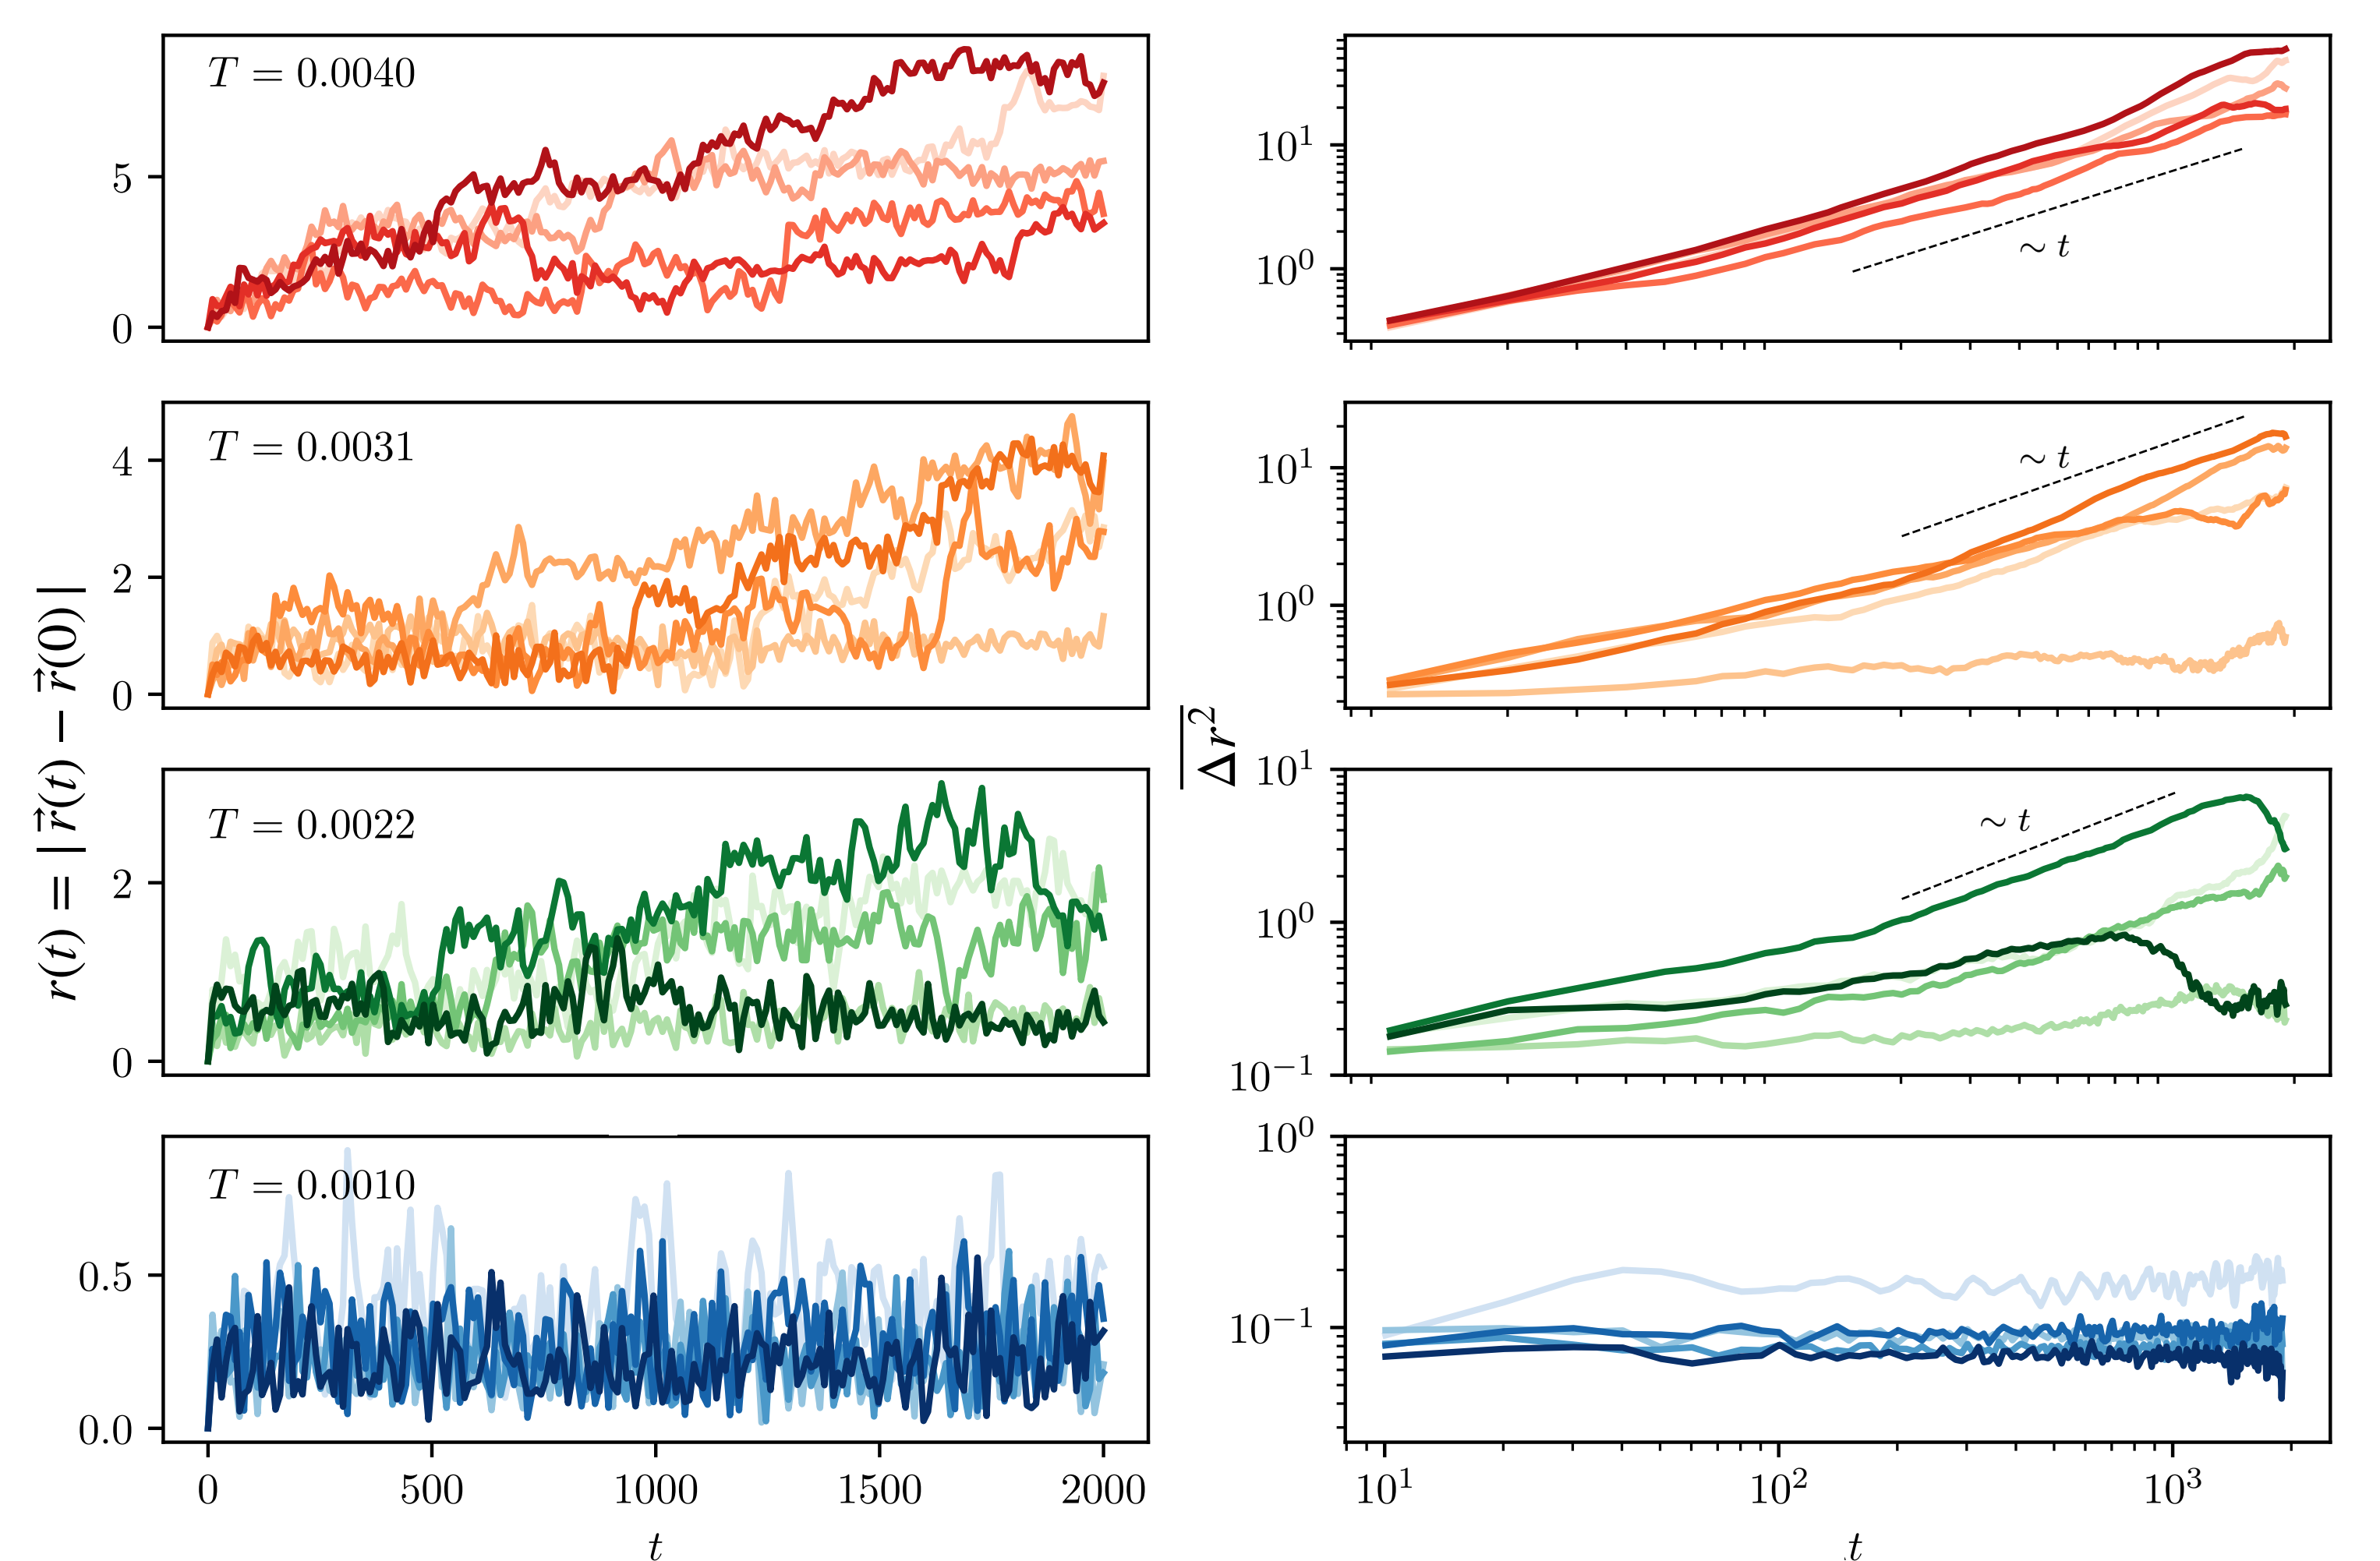 r(t) = | r⃗(t) − r⃗(0) |
T = 0.0040
5
0
T = 0.0031
4
2
0
T = 0.0022
2
0
T = 0.0010
0.5
0.0
0 500 1000 1500 2000
t
\overline{Δr²}
10¹
10⁰
~ t
10¹
10⁰
~ t
10¹
10⁰
10⁻¹
~ t
10⁰
10⁻¹
10¹ 10² 10³
t